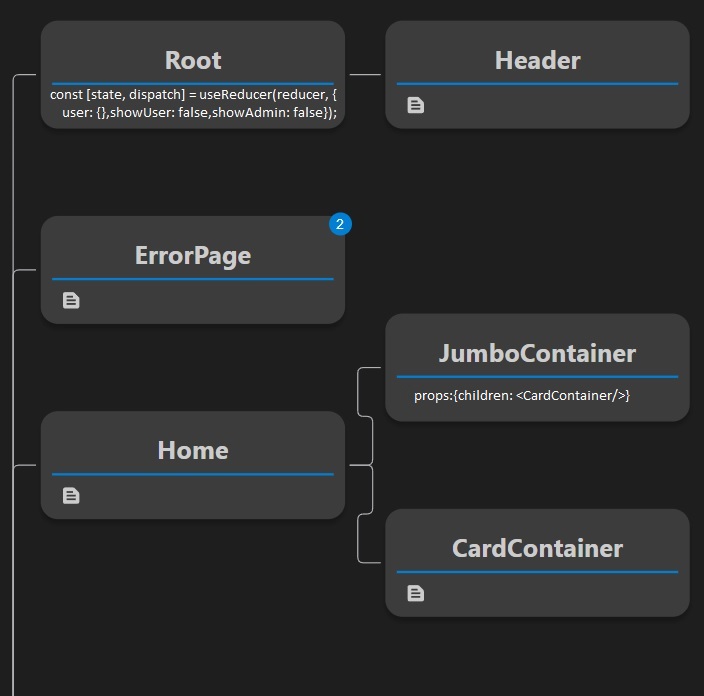 Root
const [state, dispatch] = useReducer(reducer, {
user: {},showUser: false,showAdmin: false});
Header
ErrorPage
2
Home
JumboContainer
props:{children: <CardContainer/>}
CardContainer